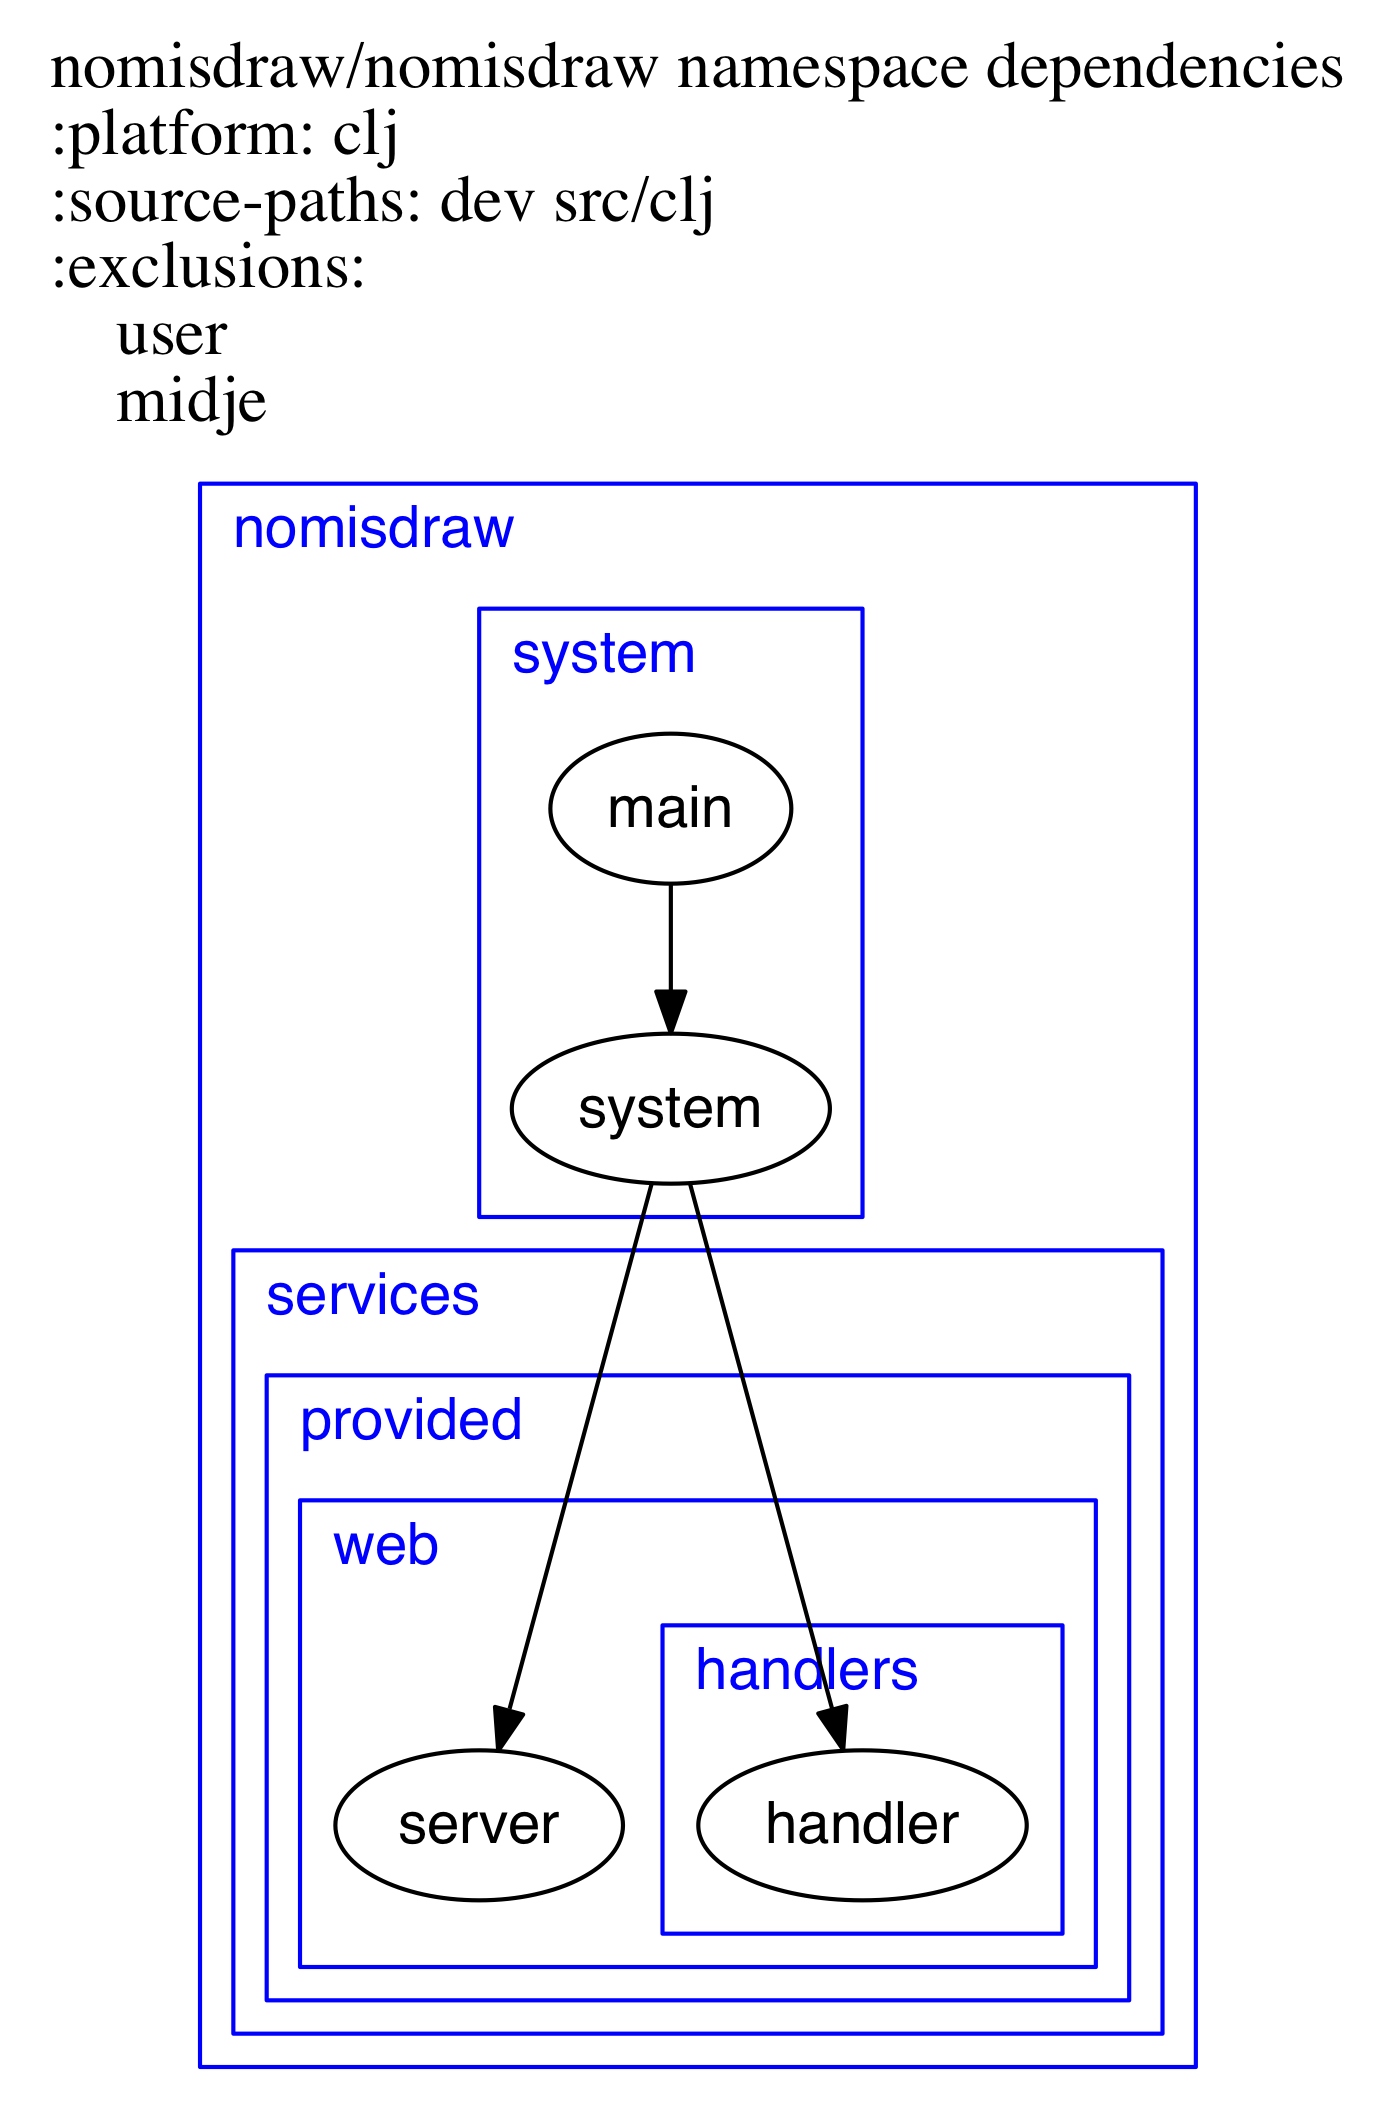 nomisdraw/nomisdraw namespace dependencies
:platform: clj
:source-paths: dev src/clj
:exclusions:
user
midje
nomisdraw
system
main
system
services
provided
web
handlers
server
handler